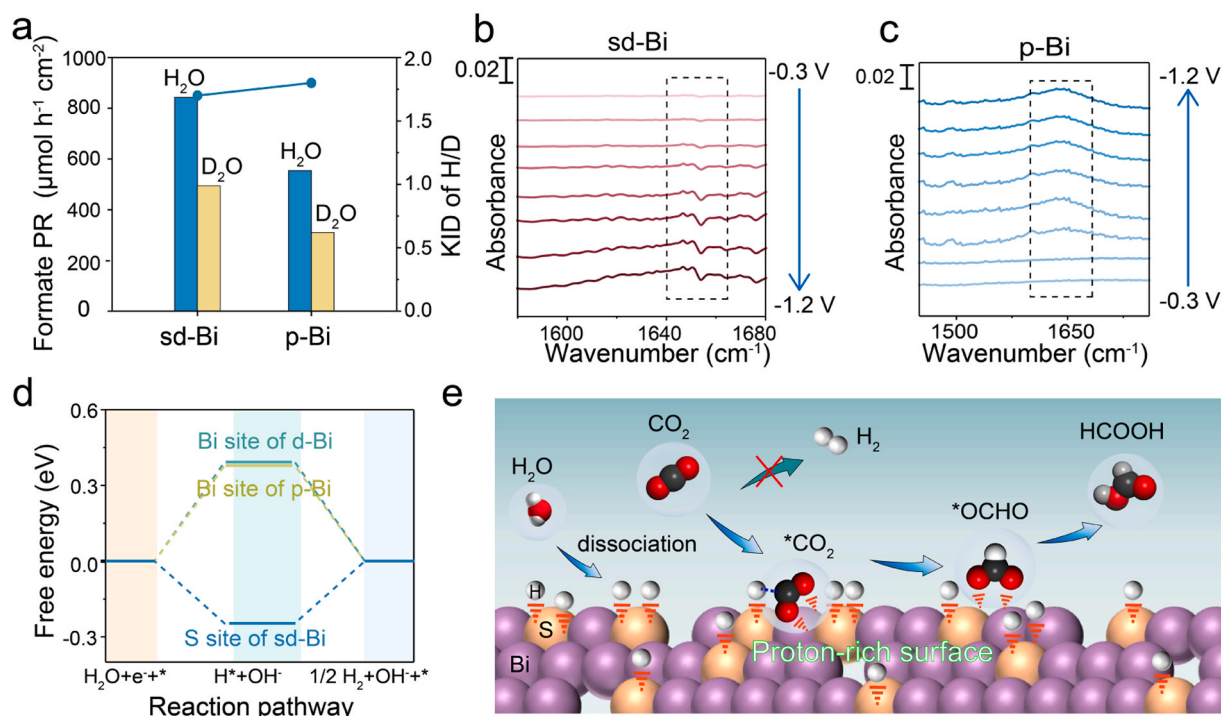 a
Formate PR (μmol h⁻¹ cm⁻²)
1000
800
600
400
200
0
H₂O
D₂O
H₂O
D₂O
sd-Bi
p-Bi
2.0
1.5
1.0
0.5
0.0
KID of H/D
b
sd-Bi
0.02
Absorbance
-0.3 V
-1.2 V
1600
1640
1680
Wavenumber (cm⁻¹)
c
p-Bi
0.02
Absorbance
-1.2 V
-0.3 V
1500
1650
Wavenumber (cm⁻¹)
d
Free energy (eV)
0.6
0.3
0.0
-0.3
Bi site of d-Bi
Bi site of p-Bi
S site of sd-Bi
H₂O+e⁻+*
H*+OH⁻
1/2 H₂+OH⁻+*
Reaction pathway
e
H₂O
CO₂
H₂
HCOOH
dissociation
*CO₂
*OCHO
H
S
Bi
Proton-rich surface